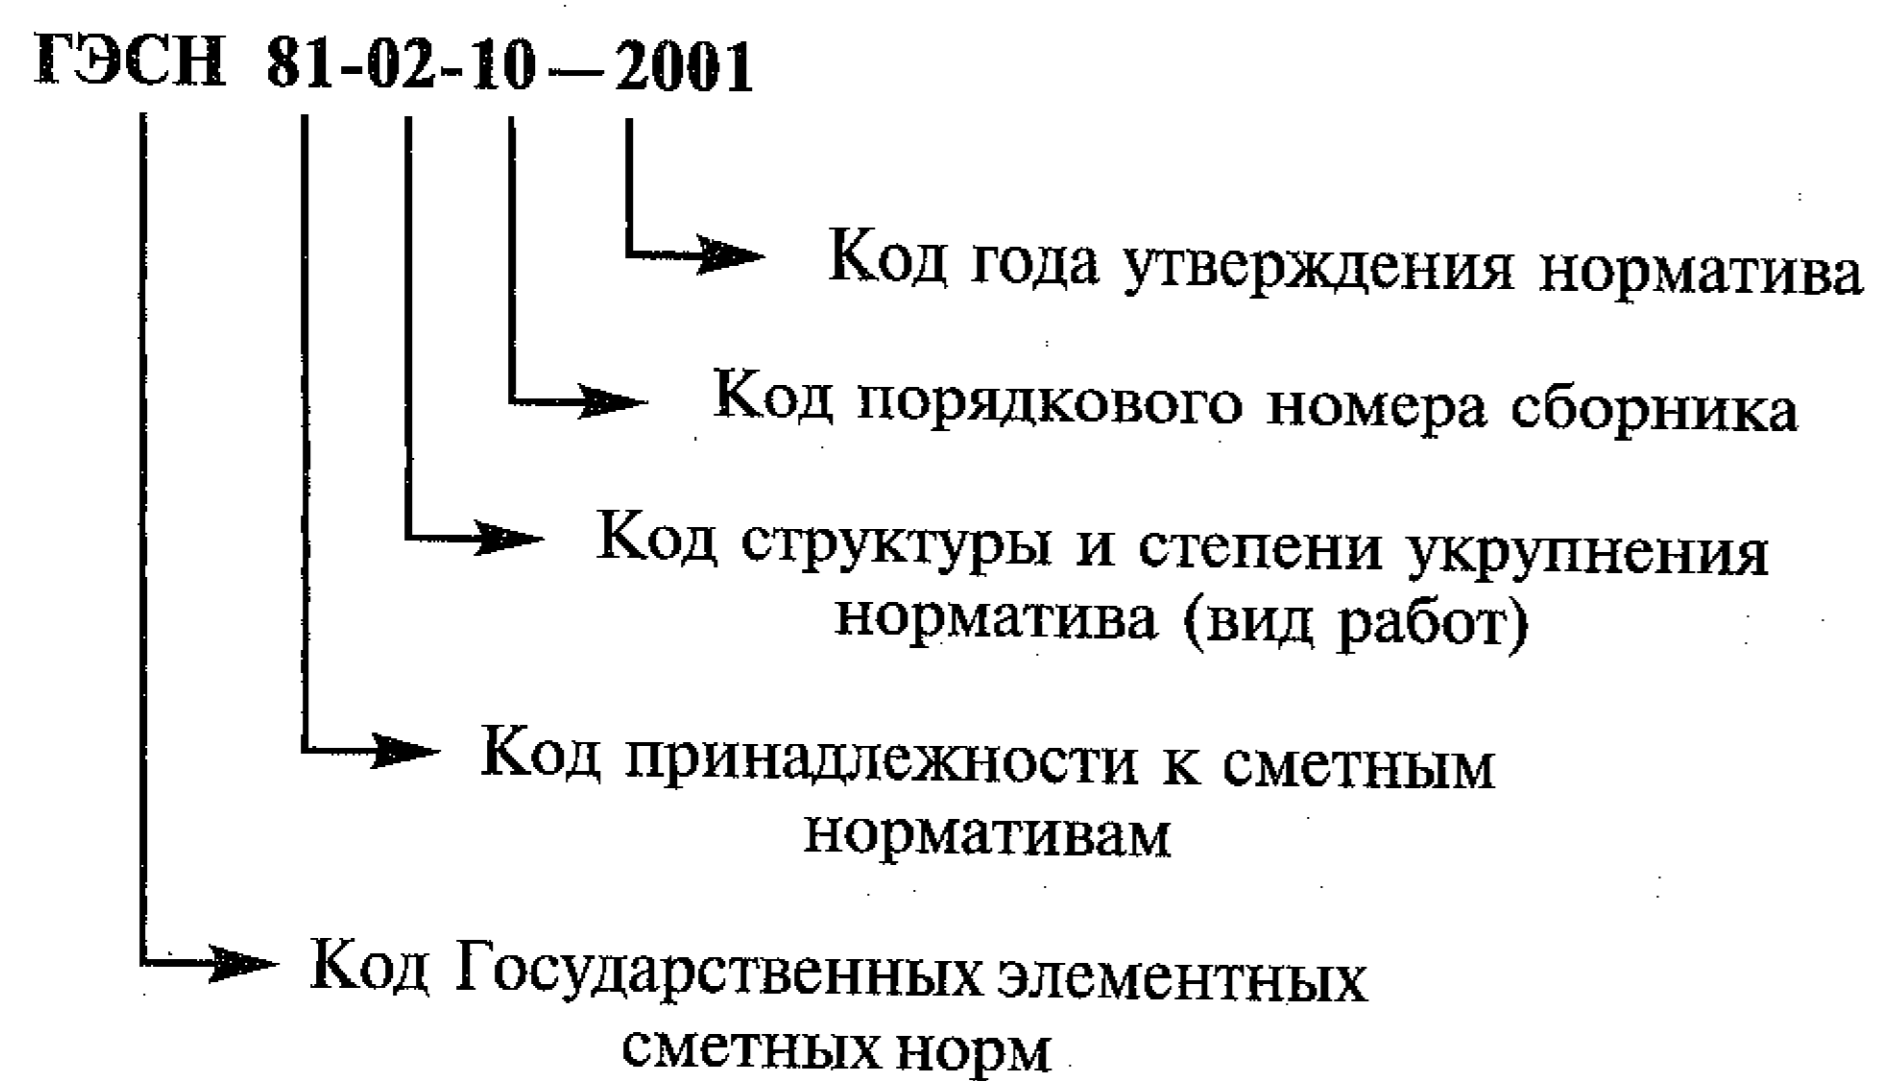 ГЭСН 81-02-10—2001
Код года утверждения норматива
Код порядкового номера сборника
Код структуры и степени укрупнения
норматива (вид работ)
Код принадлежности к сметным
нормативам
Код Государственных элементных
сметных норм